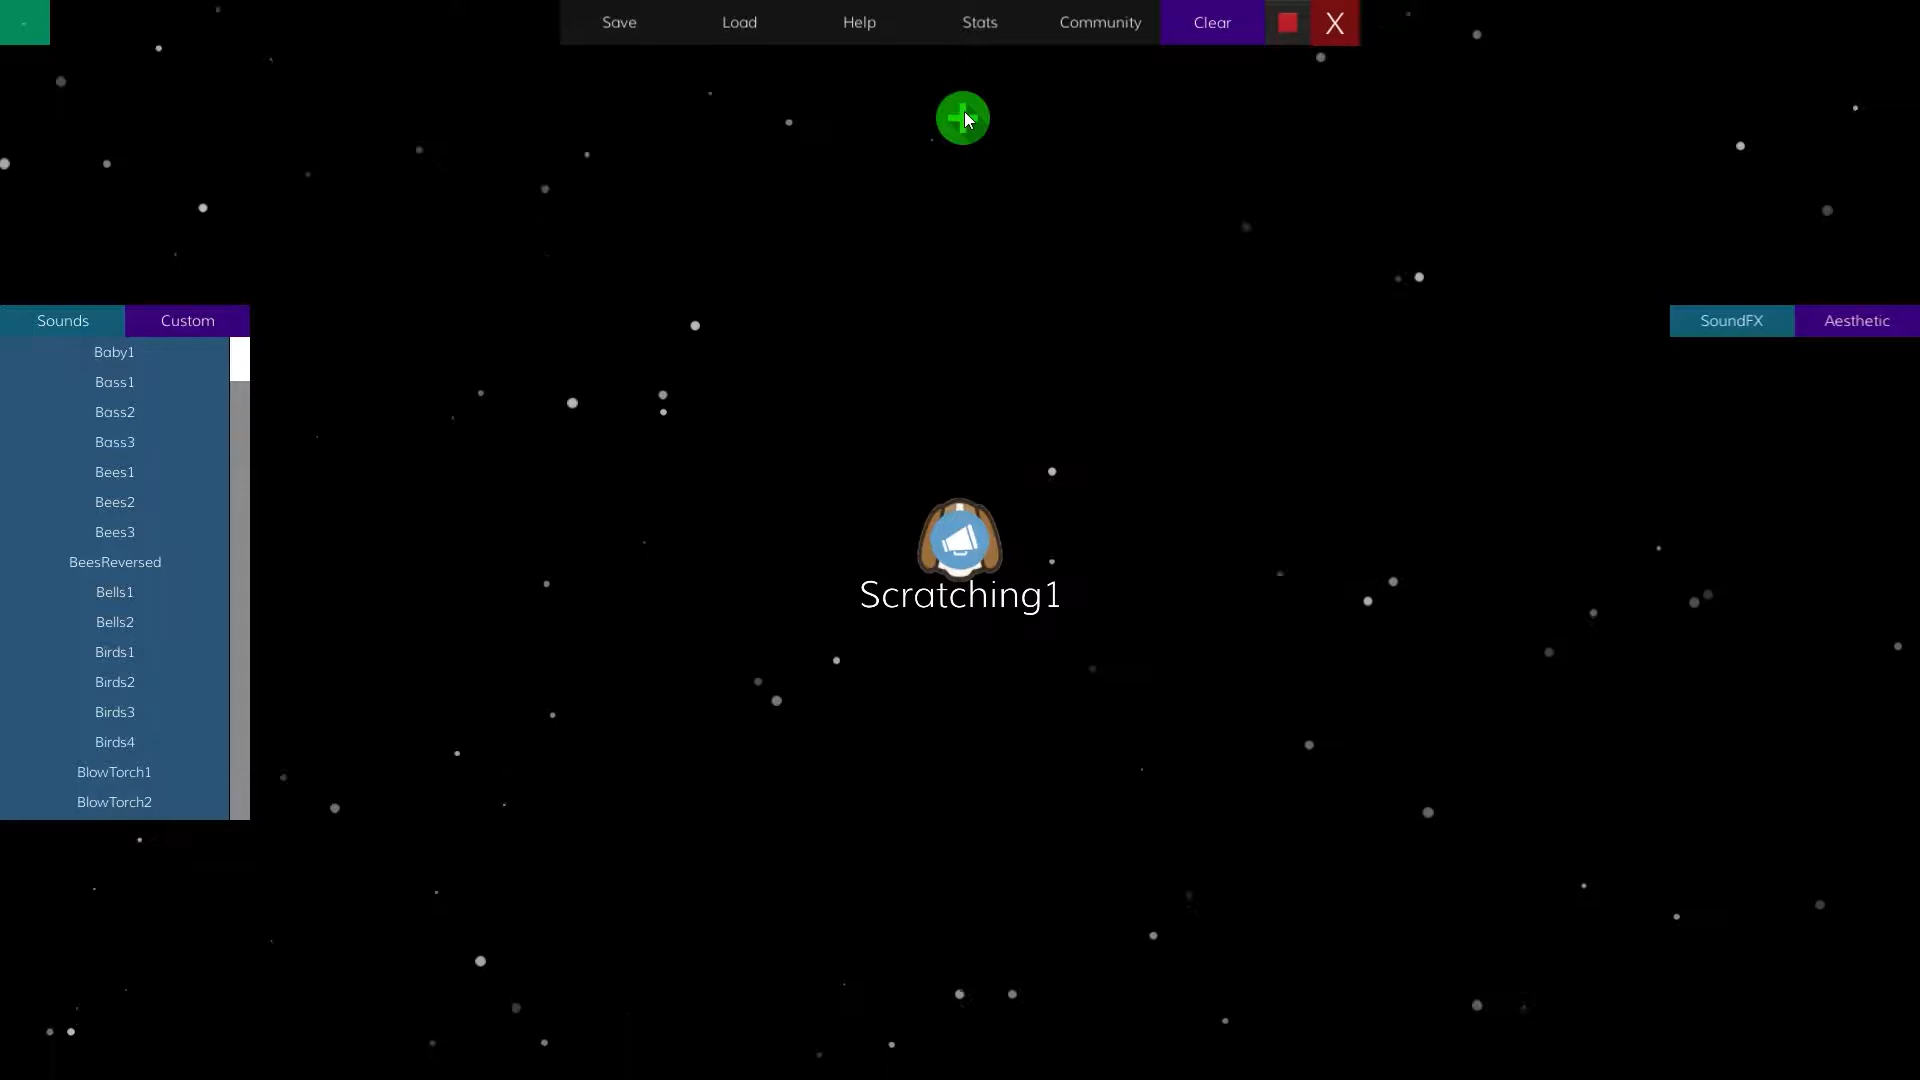 Save
Load
Help
Stats
Community
Clear
X
Sounds
Custom
SoundFX
Aesthetic
Baby1
Bass1
Bass2
Bass3
Bees1
Bees2
Bees3
BeesReversed
Bells1
Bells2
Birds1
Birds2
Birds3
Birds4
BlowTorch1
BlowTorch2
Scratching1